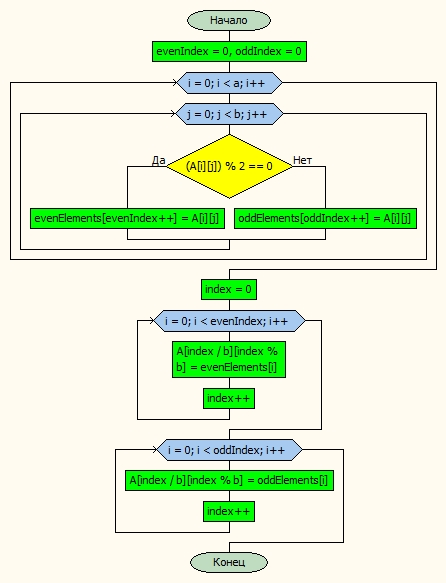 Начало
evenIndex = 0, oddIndex = 0
i = 0; i < a; i++
j = 0; j < b; j++
Да
(A[i][j]) % 2 == 0
Нет
evenElements[evenIndex++] = A[i][j]
oddElements[oddIndex++] = A[i][j]
index = 0
i = 0; i < evenIndex; i++
A[index / b][index %
b] = evenElements[i]
index++
i = 0; i < oddIndex; i++
A[index / b][index % b] = oddElements[i]
index++
Конец